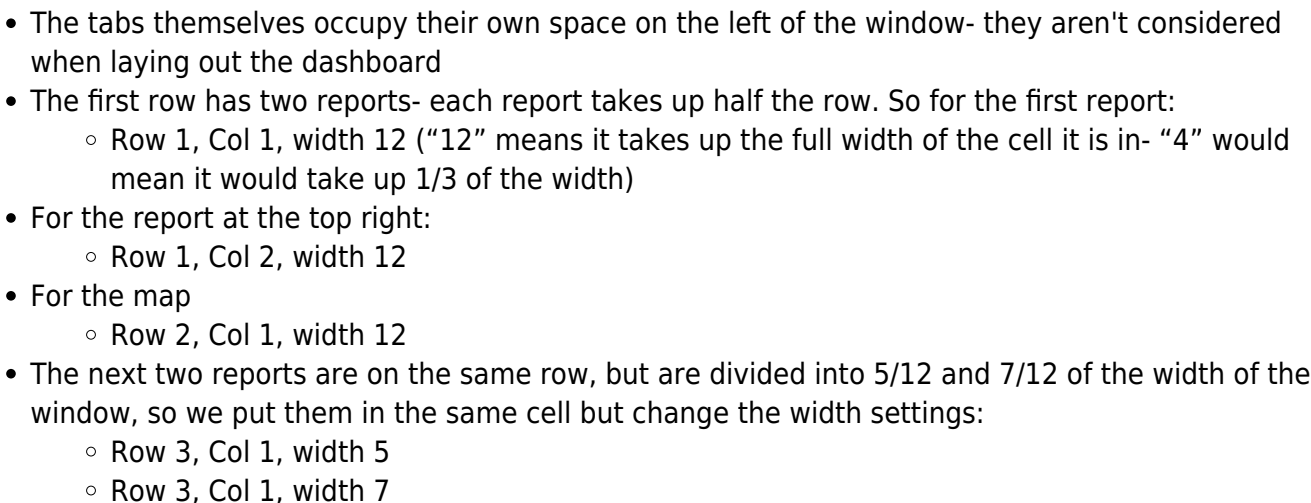 • The tabs themselves occupy their own space on the left of the window- they aren't considered
when laying out the dashboard
• The first row has two reports- each report takes up half the row. So for the first report:
◦ Row 1, Col 1, width 12 (“12” means it takes up the full width of the cell it is in- “4” would
mean it would take up 1/3 of the width)
• For the report at the top right:
◦ Row 1, Col 2, width 12
• For the map
◦ Row 2, Col 1, width 12
• The next two reports are on the same row, but are divided into 5/12 and 7/12 of the width of the
window, so we put them in the same cell but change the width settings:
◦ Row 3, Col 1, width 5
◦ Row 3, Col 1, width 7